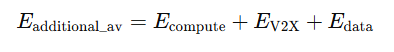 E_additional_av = E_compute + E_V2X + E_data